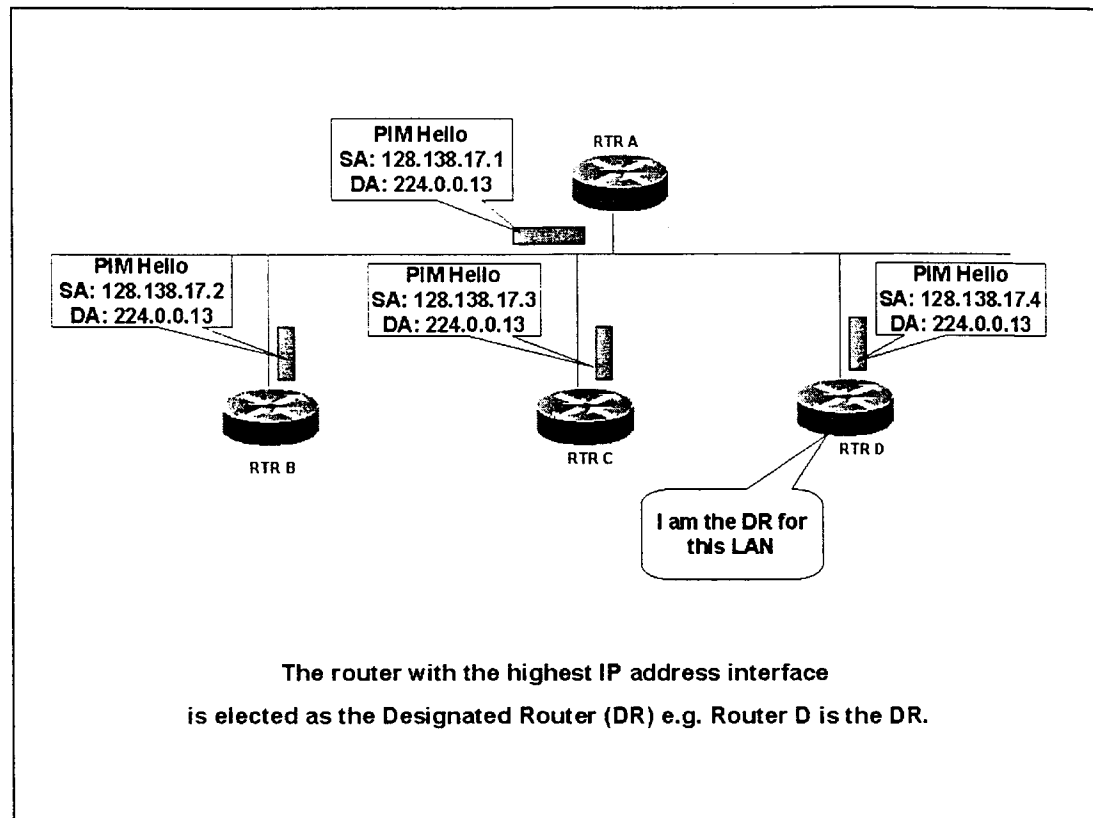 PIM Hello
SA: 128.138.17.1
DA: 224.0.0.13
RTR A
PIM Hello
SA: 128.138.17.2
DA: 224.0.0.13
PIM Hello
SA: 128.138.17.3
DA: 224.0.0.13
PIM Hello
SA: 128.138.17.4
DA: 224.0.0.13
RTR B
RTR C
RTR D
I am the DR for
this LAN
The router with the highest IP address interface
is elected as the Designated Router (DR) e.g. Router D is the DR.